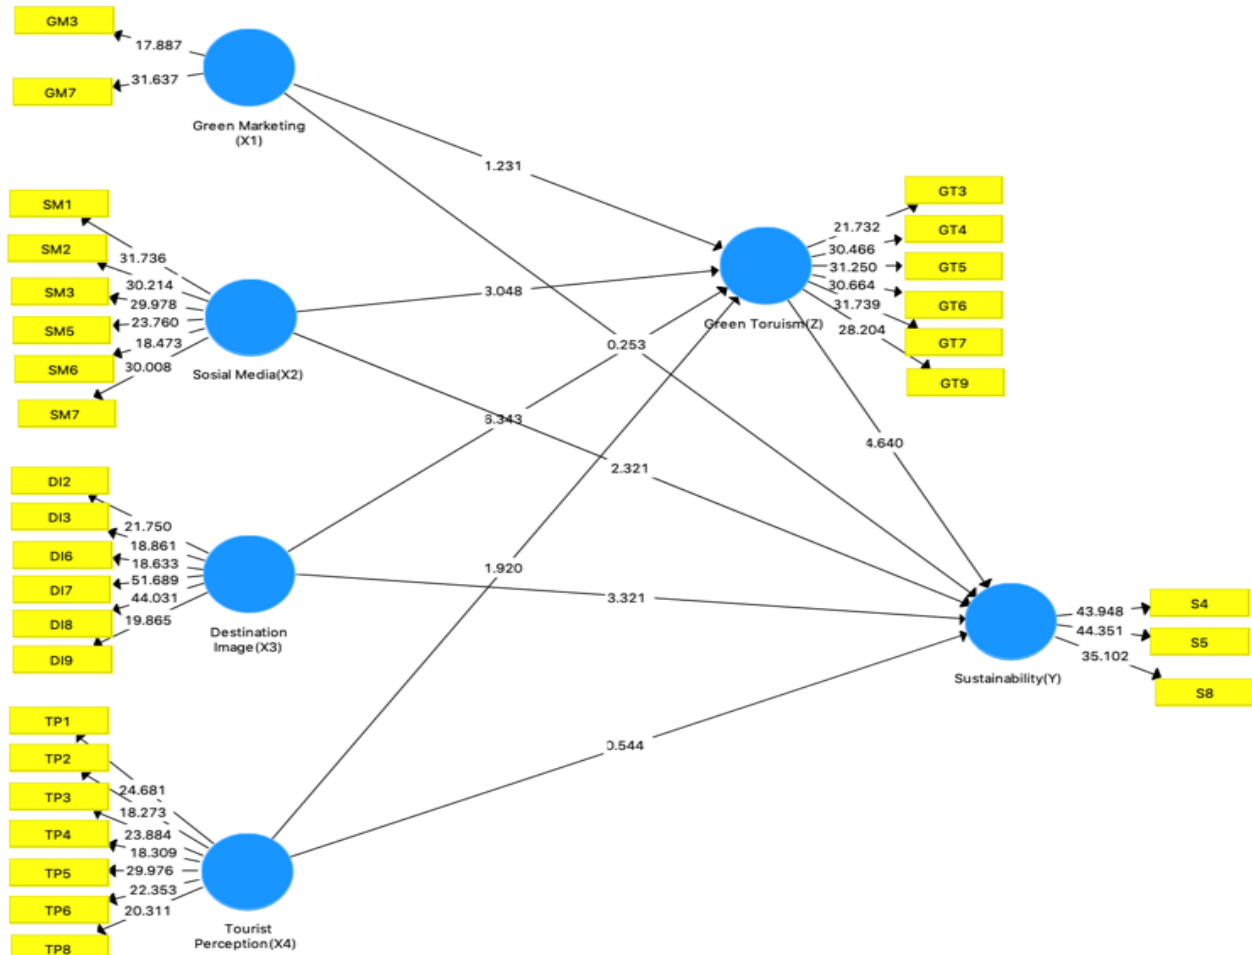 GM3
17.887
GM7
31.637
Green Marketing
(X1)
1.231
SM1
SM2
SM3
SM5
SM6
SM7
31.736
30.214
29.978
23.760
18.473
30.008
Sosial Media(X2)
3.048
0.253
GT3
GT4
GT5
GT6
GT7
GT9
21.732
30.466
31.250
30.664
31.739
28.204
Green Toruism(Z)
4.640
6.343
2.321
DI2
DI3
DI6
DI7
DI8
DI9
21.750
18.861
18.633
51.689
44.031
19.865
Destination
Image(X3)
1.920
3.321
S4
S5
S8
43.948
44.351
35.102
Sustainability(Y)
TP1
TP2
TP3
TP4
TP5
TP6
TP8
24.681
18.273
23.884
18.309
29.976
22.353
20.311
Tourist
Perception(X4)
0.544